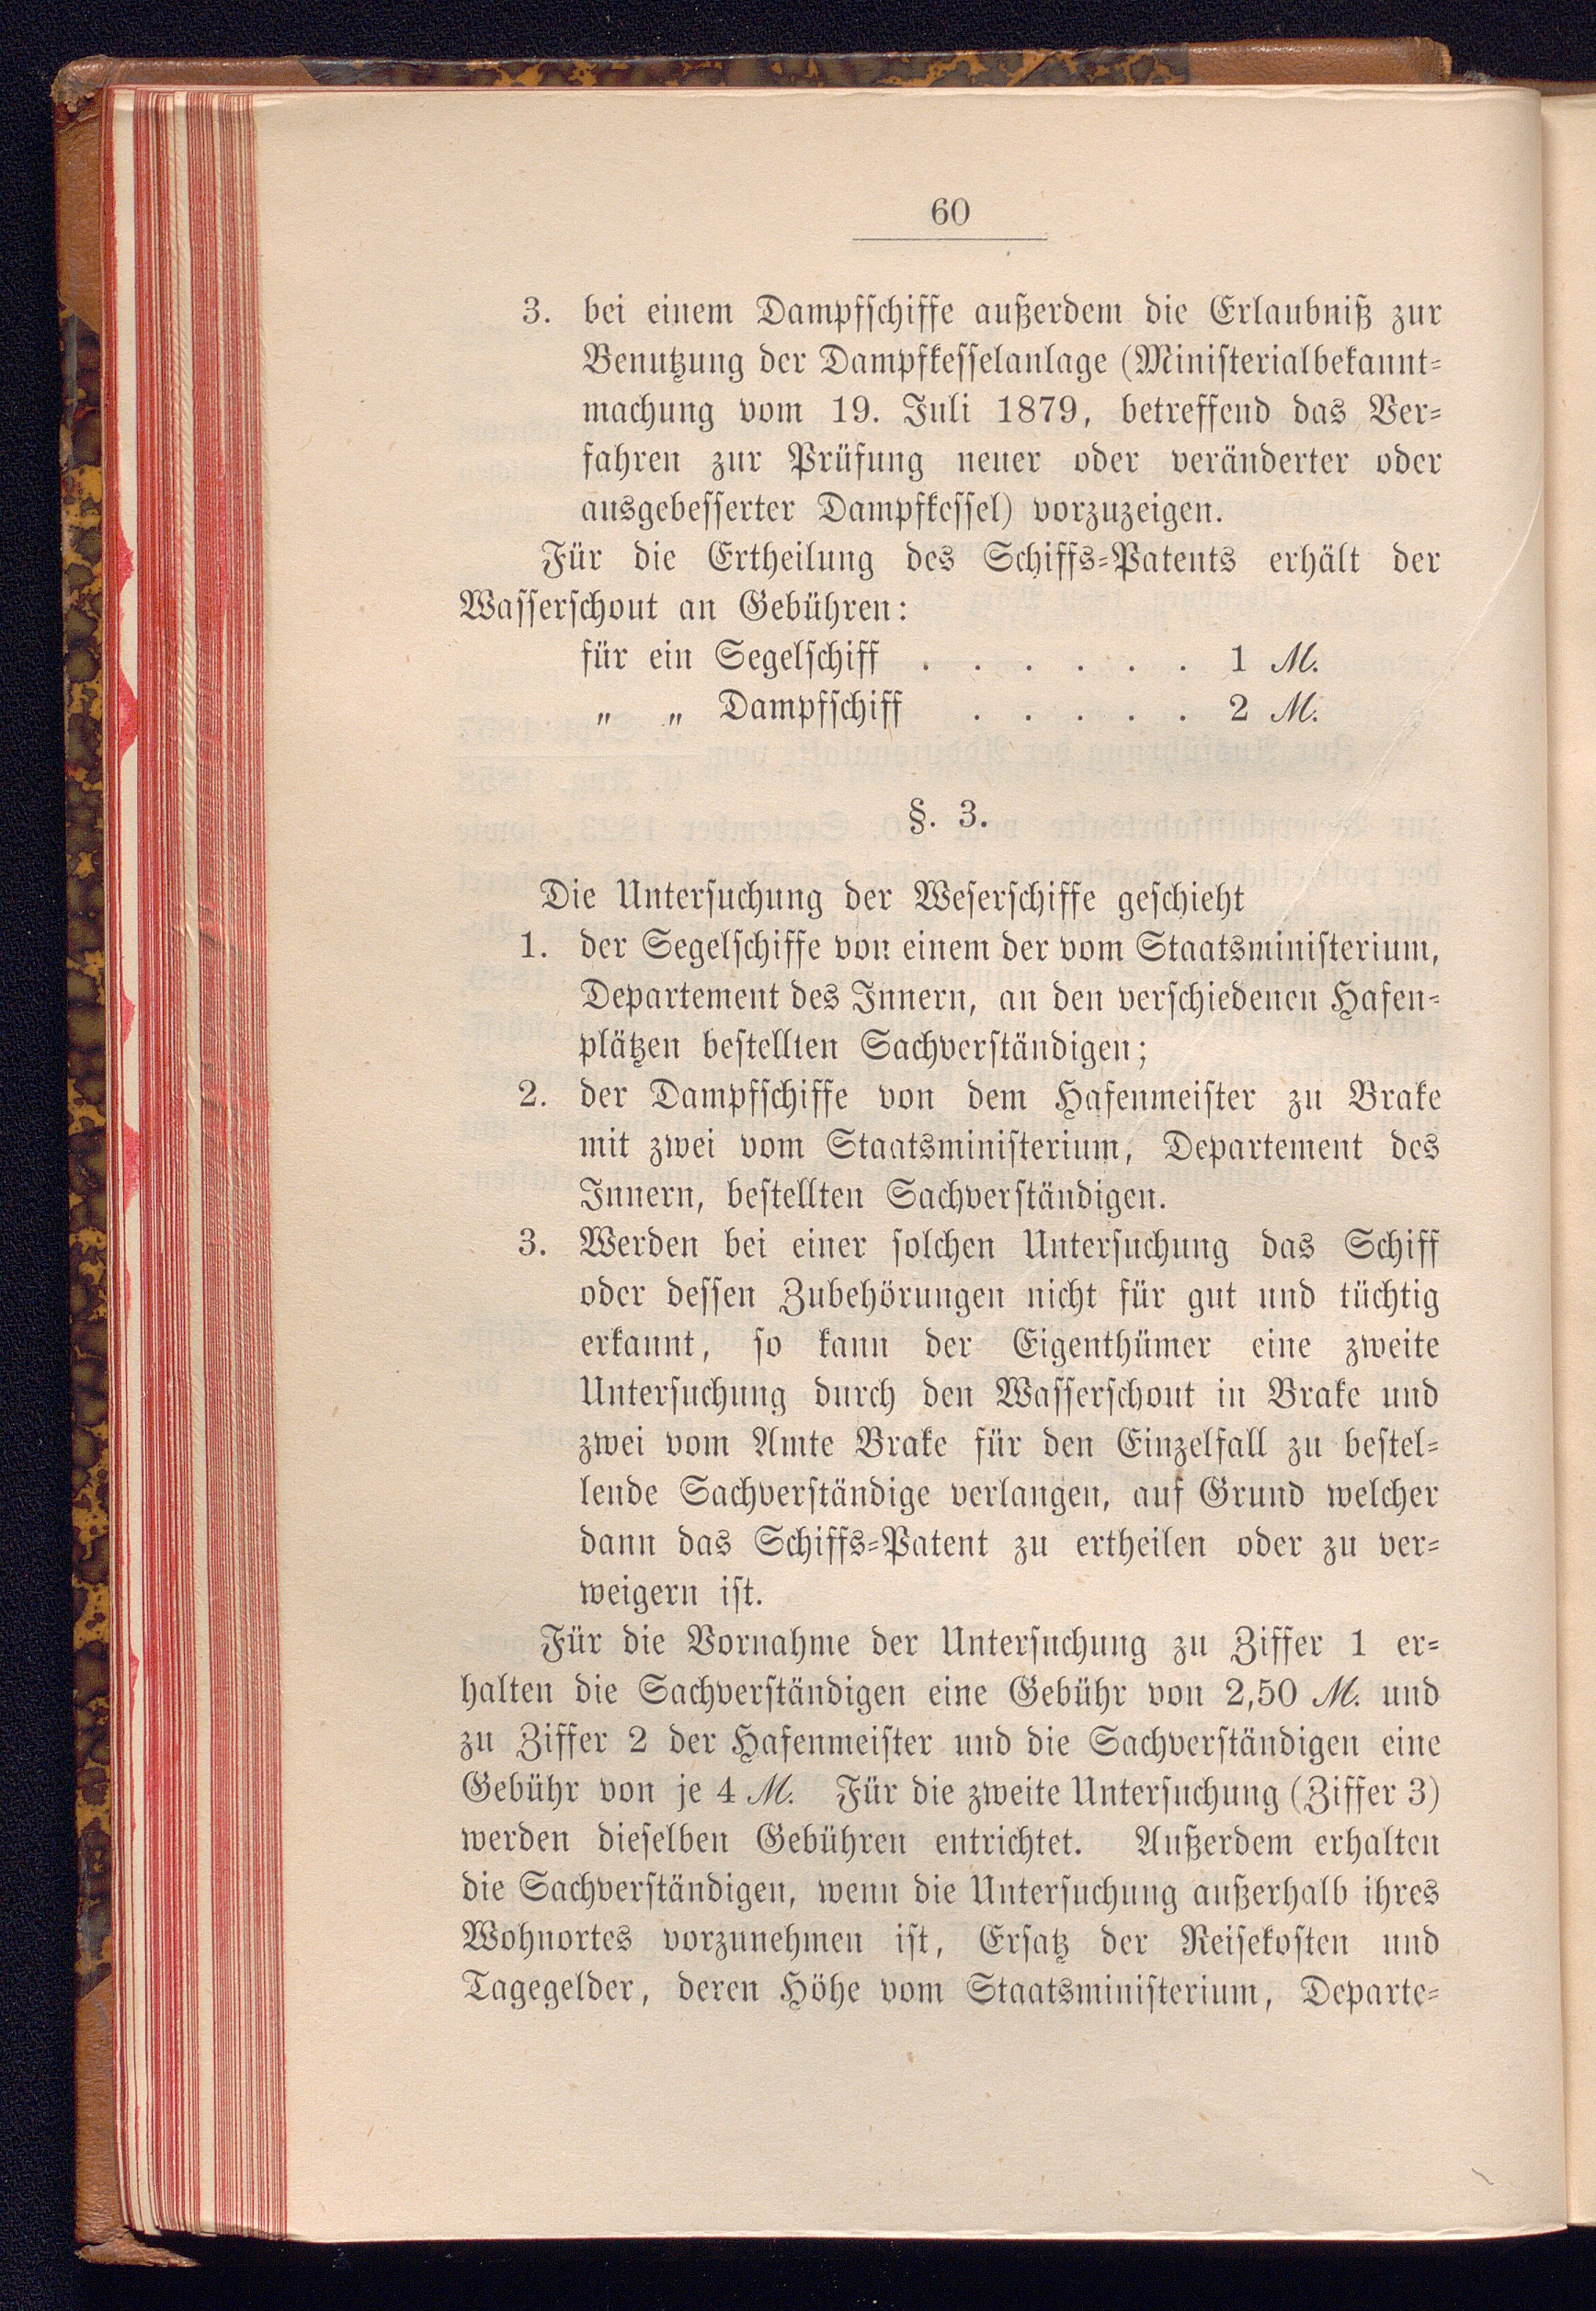 60
3. bei einem Dampfschiffe außerdem die Erlaubniß zur
Benutzung der Dampfkesselanlage (Ministerialbekannt-
machung vom 19. Juli 1879, betreffend das Ver-
fahren zur Prüfung neuer oder veränderter oder
ausgebesserter Dampfkessel) vorzuzeigen.
Für die Ertheilung des Schiffs-Patents erhält der
Wasserschout an Gebühren:
für ein Segelschiff . . . . . . 1 M.
„ „ Dampfschiff . . . . . 2 M.
§. 3.
Die Untersuchung der Weserschiffe geschieht
1. der Segelschiffe von einem der vom Staatsministerium,
Departement des Innern, an den verschiedenen Hafen-
plätzen bestellten Sachverständigen;
2. der Dampfschiffe von dem Hafenmeister zu Brake
mit zwei vom Staatsministerium, Departement des
Innern, bestellten Sachverständigen.
3. Werden bei einer solchen Untersuchung das Schiff
oder dessen Zubehörungen nicht für gut und tüchtig
erkannt, so kann der Eigenthümer eine zweite
Untersuchung durch den Wasserschout in Brake und
zwei vom Amte Brake für den Einzelfall zu bestel-
lende Sachverständige verlangen, auf Grund welcher
dann das Schiffs-Patent zu ertheilen oder zu ver-
weigern ist.
Für die Vornahme der Untersuchung zu Ziffer 1 er-
halten die Sachverständigen eine Gebühr von 2,50 M. und
zu Ziffer 2 der Hafenmeister und die Sachverständigen eine
Gebühr von je 4 M. Für die zweite Untersuchung (Ziffer 3)
werden dieselben Gebühren entrichtet. Außerdem erhalten
die Sachverständigen, wenn die Untersuchung außerhalb ihres
Wohnortes vorzunehmen ist, Ersatz der Reisekosten und
Tagegelder, deren Höhe vom Staatsministerium, Departe-